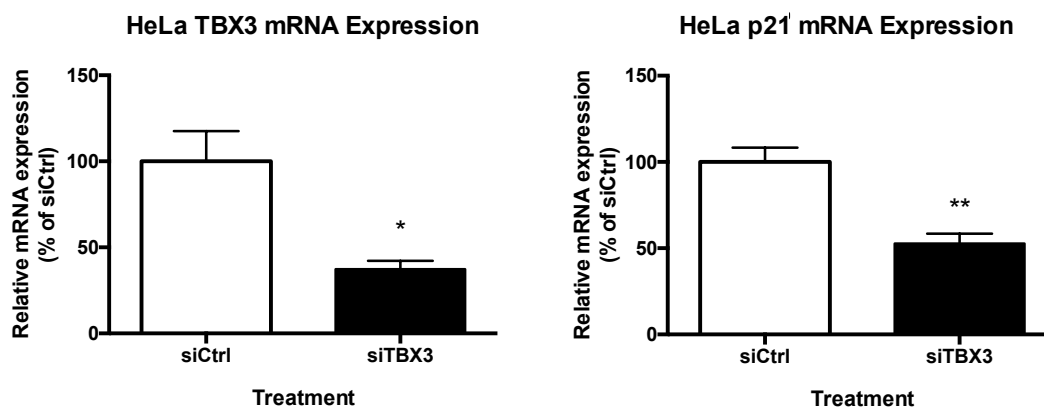 HeLa TBX3 mRNA Expression
Relative mRNA expression
(% of siCtrl)
150
100
50
0
*
siCtrl
siTBX3
Treatment
HeLa p21 mRNA Expression
Relative mRNA expression
(% of siCtrl)
150
100
50
0
**
siCtrl
siTBX3
Treatment